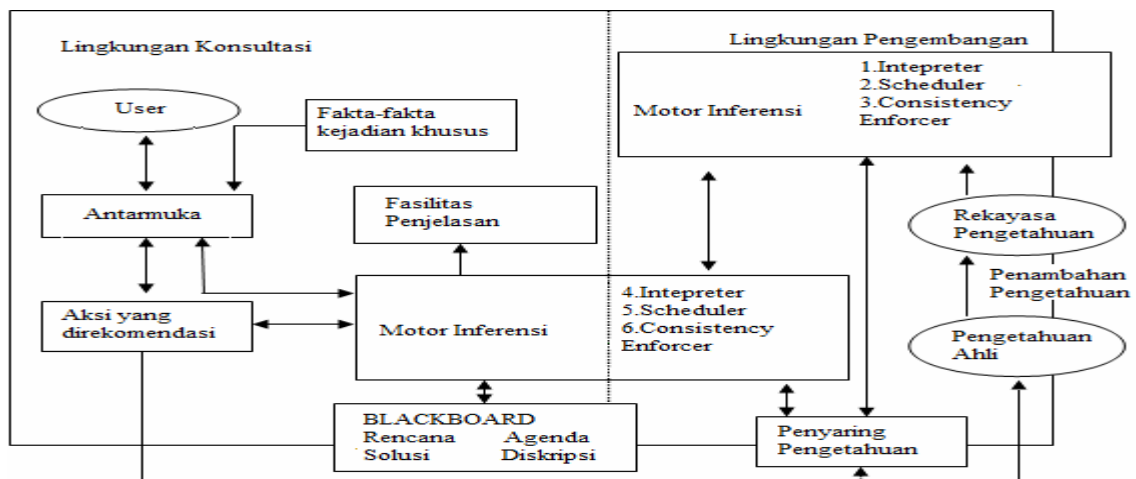 Lingkungan Konsultasi
Lingkungan Pengembangan
User
Fakta-fakta
kejadian khusus
Motor Inferensi
1.Intepreter
2.Scheduler
3.Consistency
Enforcer
Antarmuka
Fasilitas
Penjelasan
Rekayasa
Pengetahuan
Penambahan
Pengetahuan
Aksi yang
direkomendasi
Motor Inferensi
4.Intepreter
5.Scheduler
6.Consistency
Enforcer
Pengetahuan
Ahli
BLACKBOARD
Rencana Agenda
Solusi Diskripsi
Penyaring
Pengetahuan